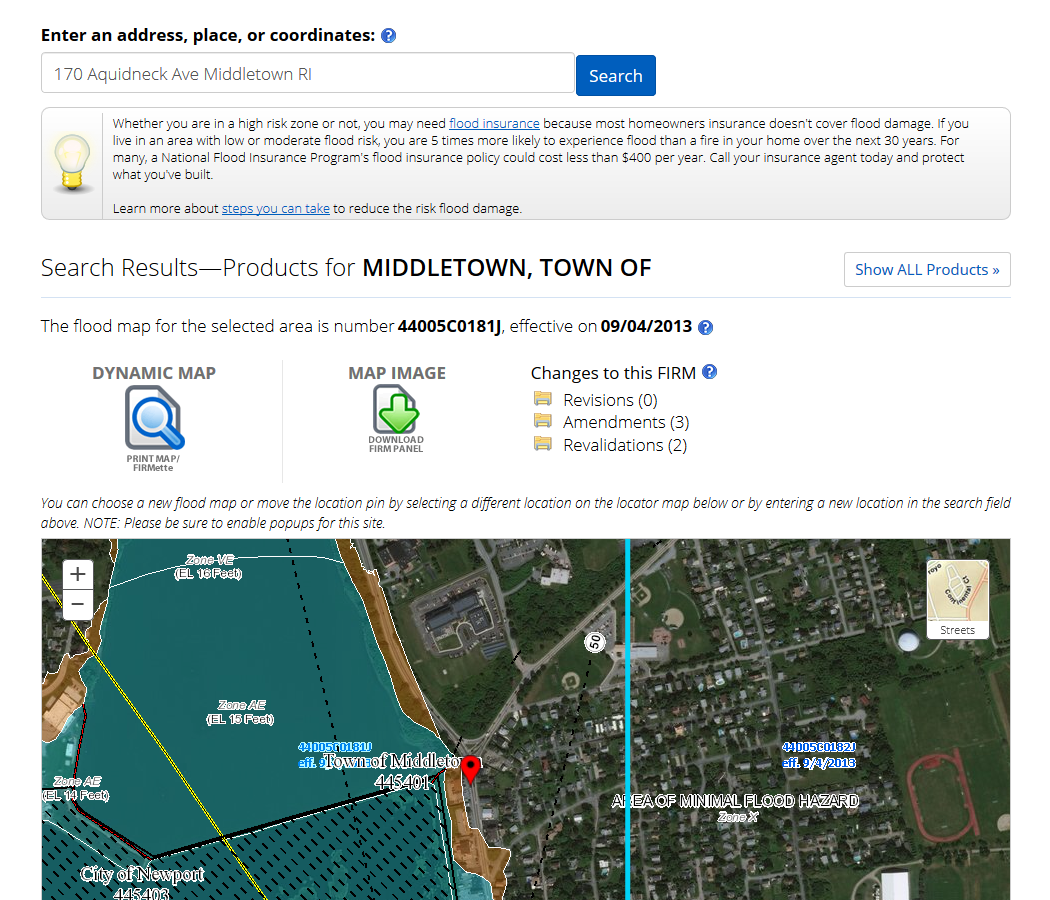 Enter an address, place, or coordinates:
170 Aquidneck Ave Middletown RI
Search
Whether you are in a high risk zone or not, you may need flood insurance because most homeowners insurance doesn't cover flood damage. If you
live in an area with low or moderate flood risk, you are 5 times more likely to experience flood than a fire in your home over the next 30 years. For
many, a National Flood Insurance Program's flood insurance policy could cost less than $400 per year. Call your insurance agent today and protect
what you've built.
Learn more about steps you can take to reduce the risk flood damage.
Search Results—Products for MIDDLETOWN, TOWN OF
Show ALL Products »
The flood map for the selected area is number 44005C0181J, effective on 09/04/2013
DYNAMIC MAP
PRINT MAP/
FIRMette
MAP IMAGE
DOWNLOAD
FIRM PANEL
Changes to this FIRM
Revisions (0)
Amendments (3)
Revalidations (2)
You can choose a new flood map or move the location pin by selecting a different location on the locator map below or by entering a new location in the search field
above. NOTE: Please be sure to enable popups for this site.
Zone VE
(EL 16 Feet)
+
−
Streets
50
Zone AE
(EL 15 Feet)
44005C0181J
eff.
Town of Middleto
445401
44005C0182J
eff. 9/4/2013
Zone AE
(EL 14 Feet)
AREA OF MINIMAL FLOOD HAZARD
Zone X
City of Newport
445403